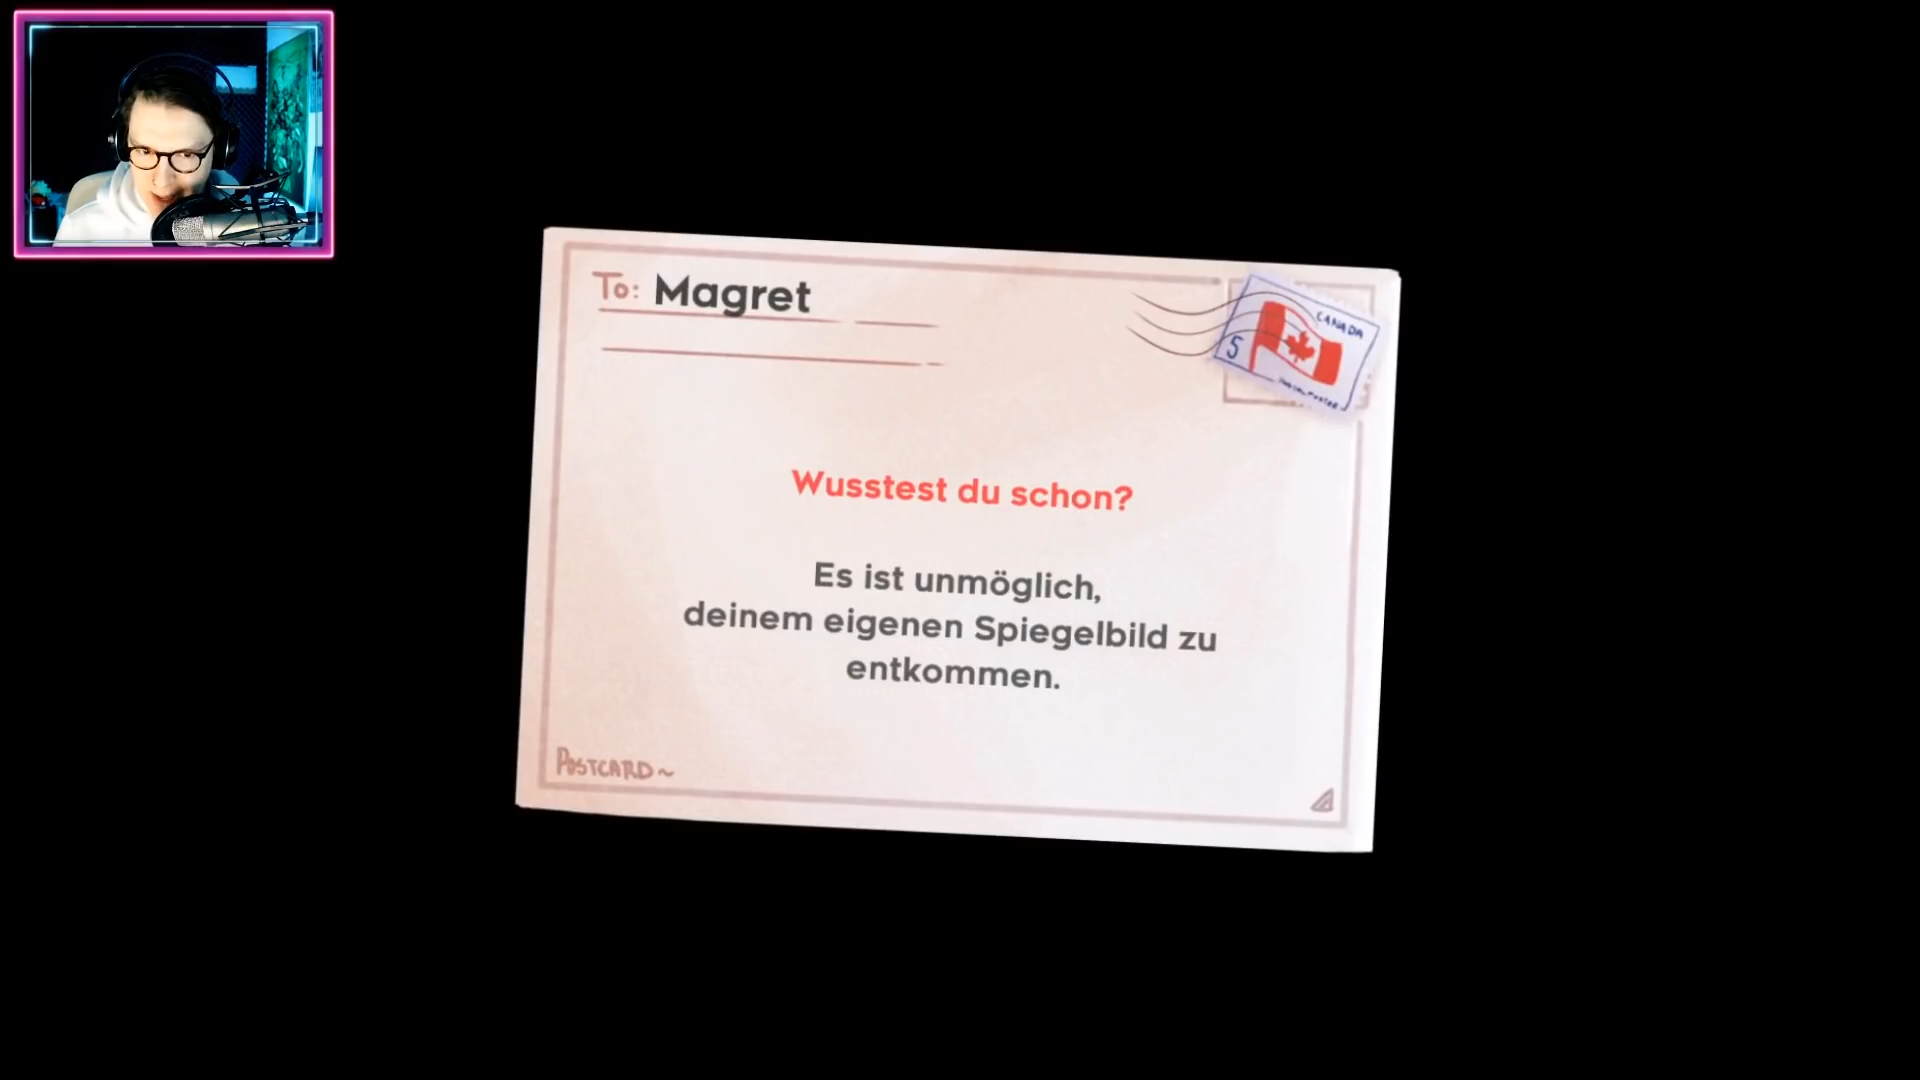 To: Magret
CANADA
5
Wusstest du schon?
Es ist unmöglich,
deinem eigenen Spiegelbild zu
entkommen.
POSTCARD~